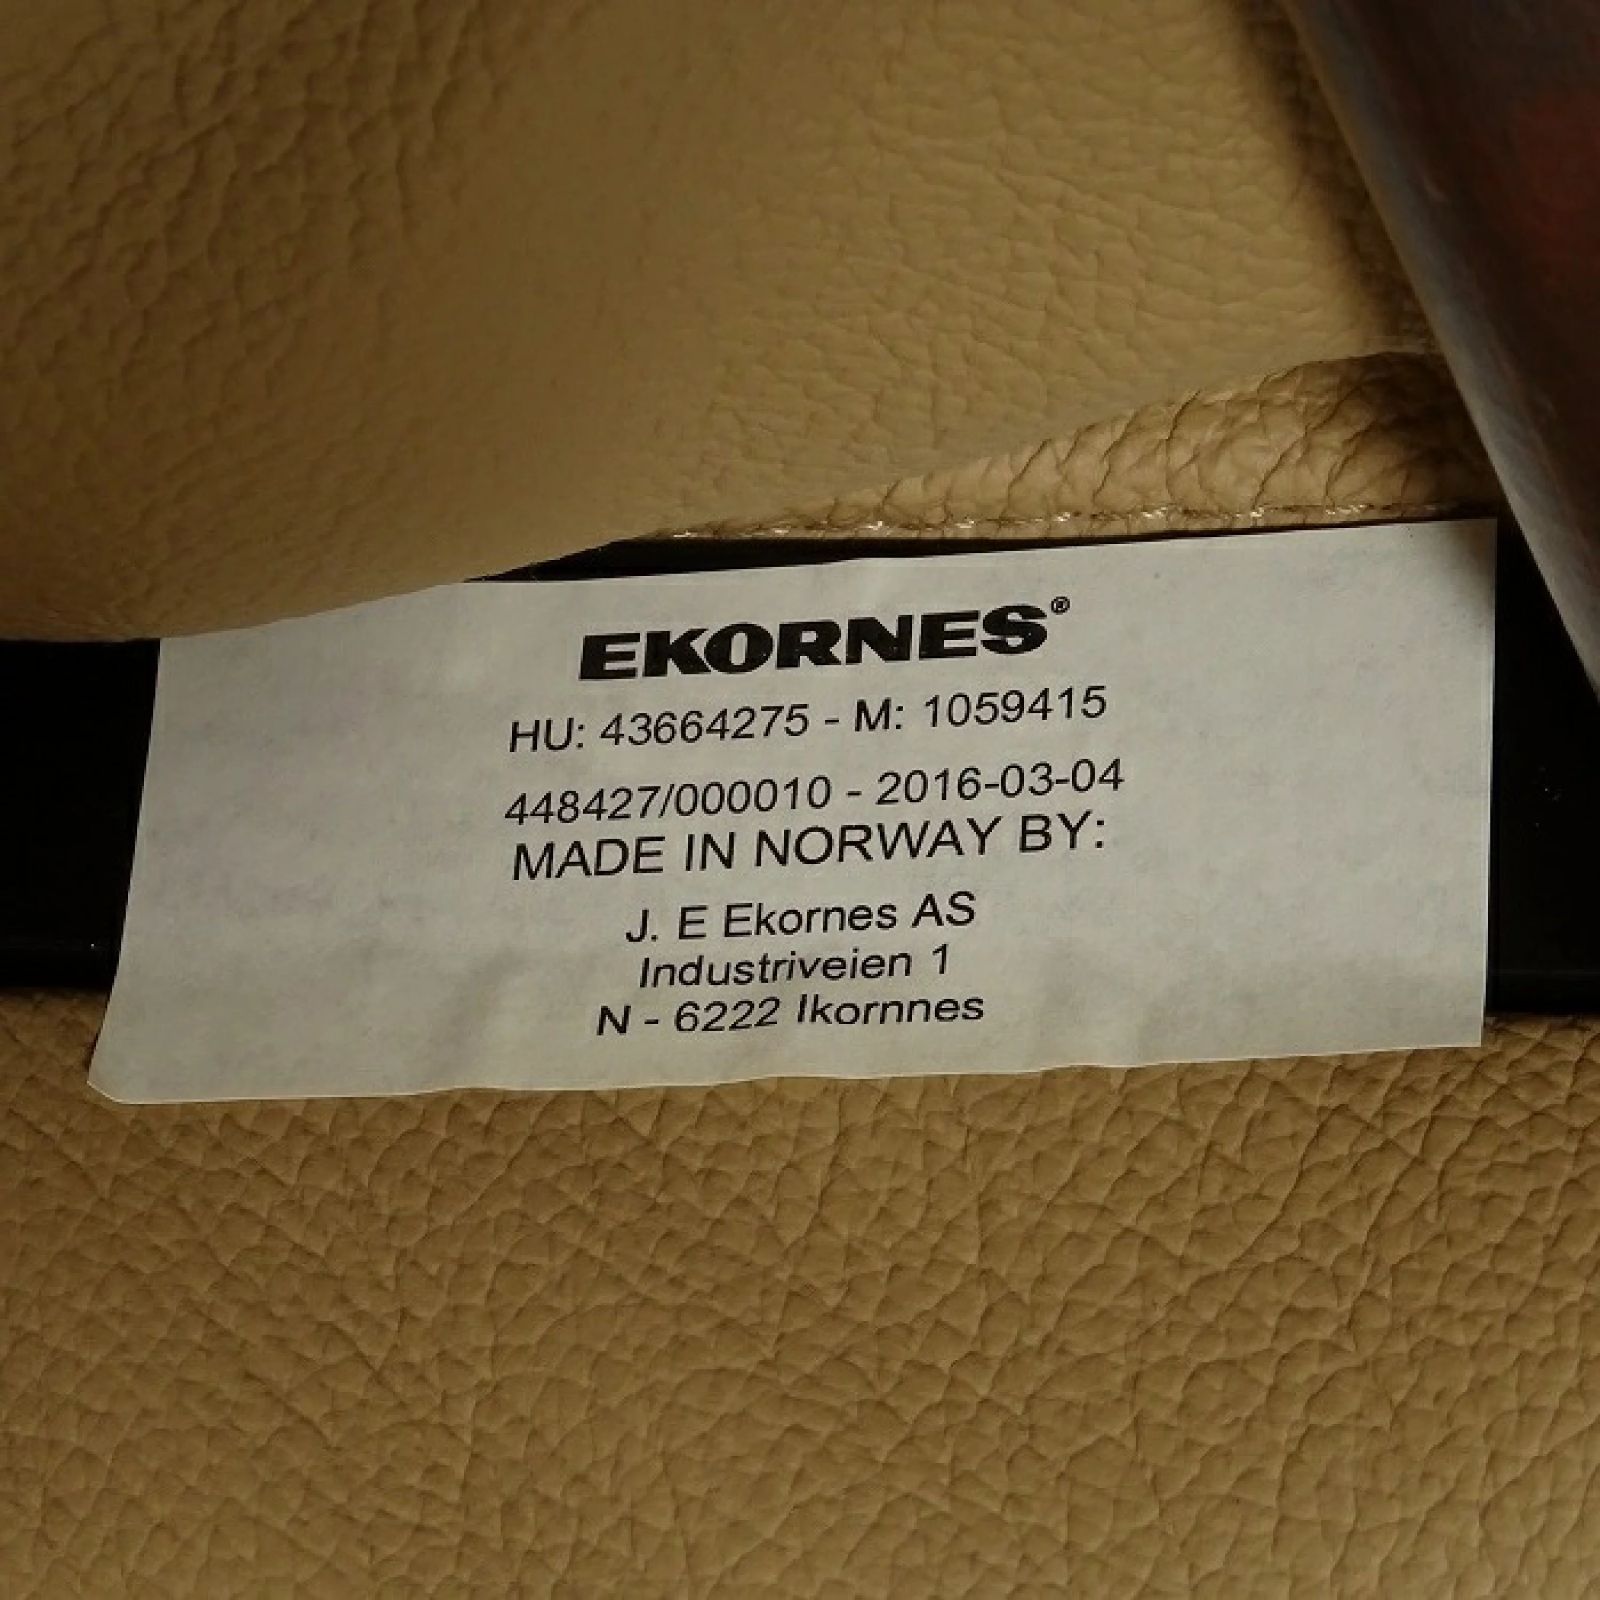 EKORNES®
HU: 43664275 - M: 1059415
448427/000010 - 2016-03-04
MADE IN NORWAY BY:
J. E Ekornes AS
Industriveien 1
N - 6222 Ikornnes